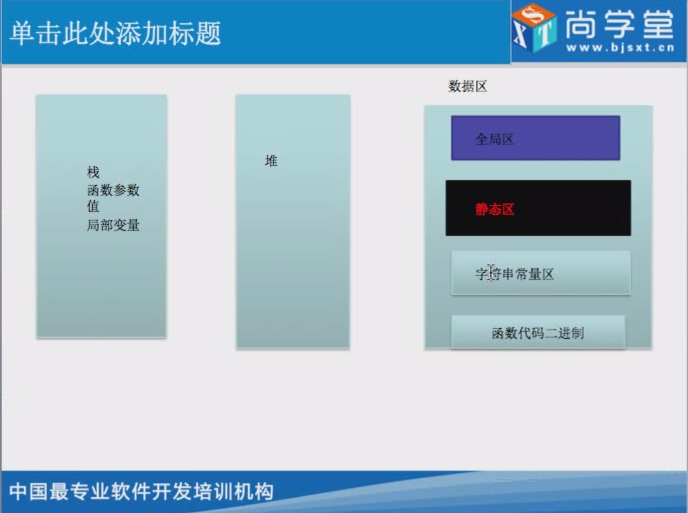 单击此处添加标题
尚学堂
SXT
www.bjsxt.cn
栈
函数参数
值
局部变量
堆
数据区
全局区
静态区
字符串常量区
函数代码二进制
中国最专业软件开发培训机构